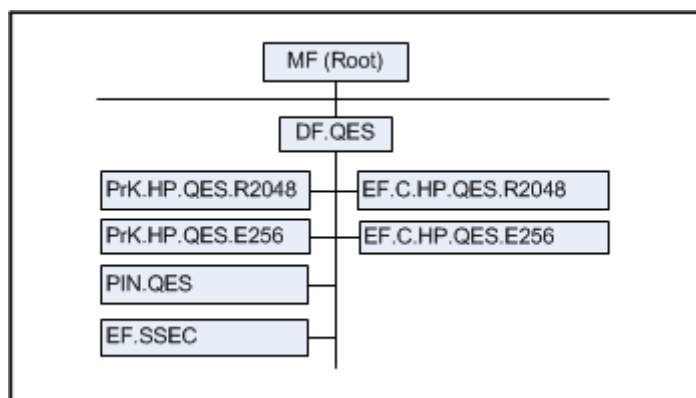 MF (Root)
DF.QES
PrK.HP.QES.R2048
EF.C.HP.QES.R2048
PrK.HP.QES.E256
EF.C.HP.QES.E256
PIN.QES
EF.SSEC